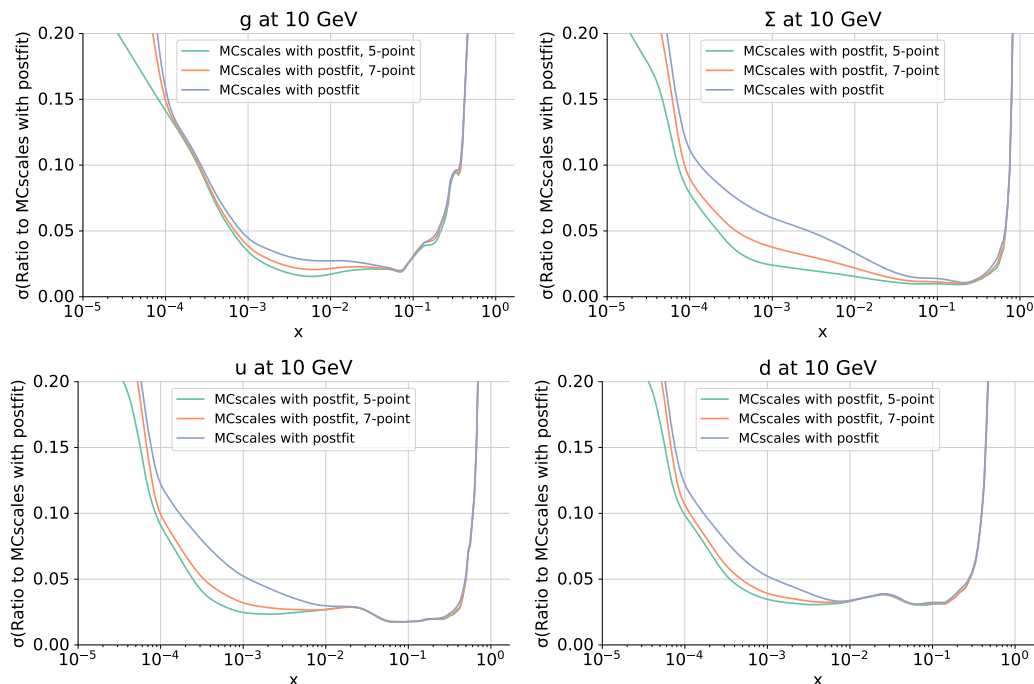 g at 10 GeV
σ(Ratio to MCscales with postfit)
0.20
0.15
0.10
0.05
0.00
MCscales with postfit, 5-point
MCscales with postfit, 7-point
MCscales with postfit
10⁻⁵ 10⁻⁴ 10⁻³ 10⁻² 10⁻¹ 10⁰
x
Σ at 10 GeV
σ(Ratio to MCscales with postfit)
0.20
0.15
0.10
0.05
0.00
MCscales with postfit, 5-point
MCscales with postfit, 7-point
MCscales with postfit
10⁻⁵ 10⁻⁴ 10⁻³ 10⁻² 10⁻¹ 10⁰
x
u at 10 GeV
σ(Ratio to MCscales with postfit)
0.20
0.15
0.10
0.05
0.00
MCscales with postfit, 5-point
MCscales with postfit, 7-point
MCscales with postfit
10⁻⁵ 10⁻⁴ 10⁻³ 10⁻² 10⁻¹ 10⁰
x
d at 10 GeV
σ(Ratio to MCscales with postfit)
0.20
0.15
0.10
0.05
0.00
MCscales with postfit, 5-point
MCscales with postfit, 7-point
MCscales with postfit
10⁻⁵ 10⁻⁴ 10⁻³ 10⁻² 10⁻¹ 10⁰
x